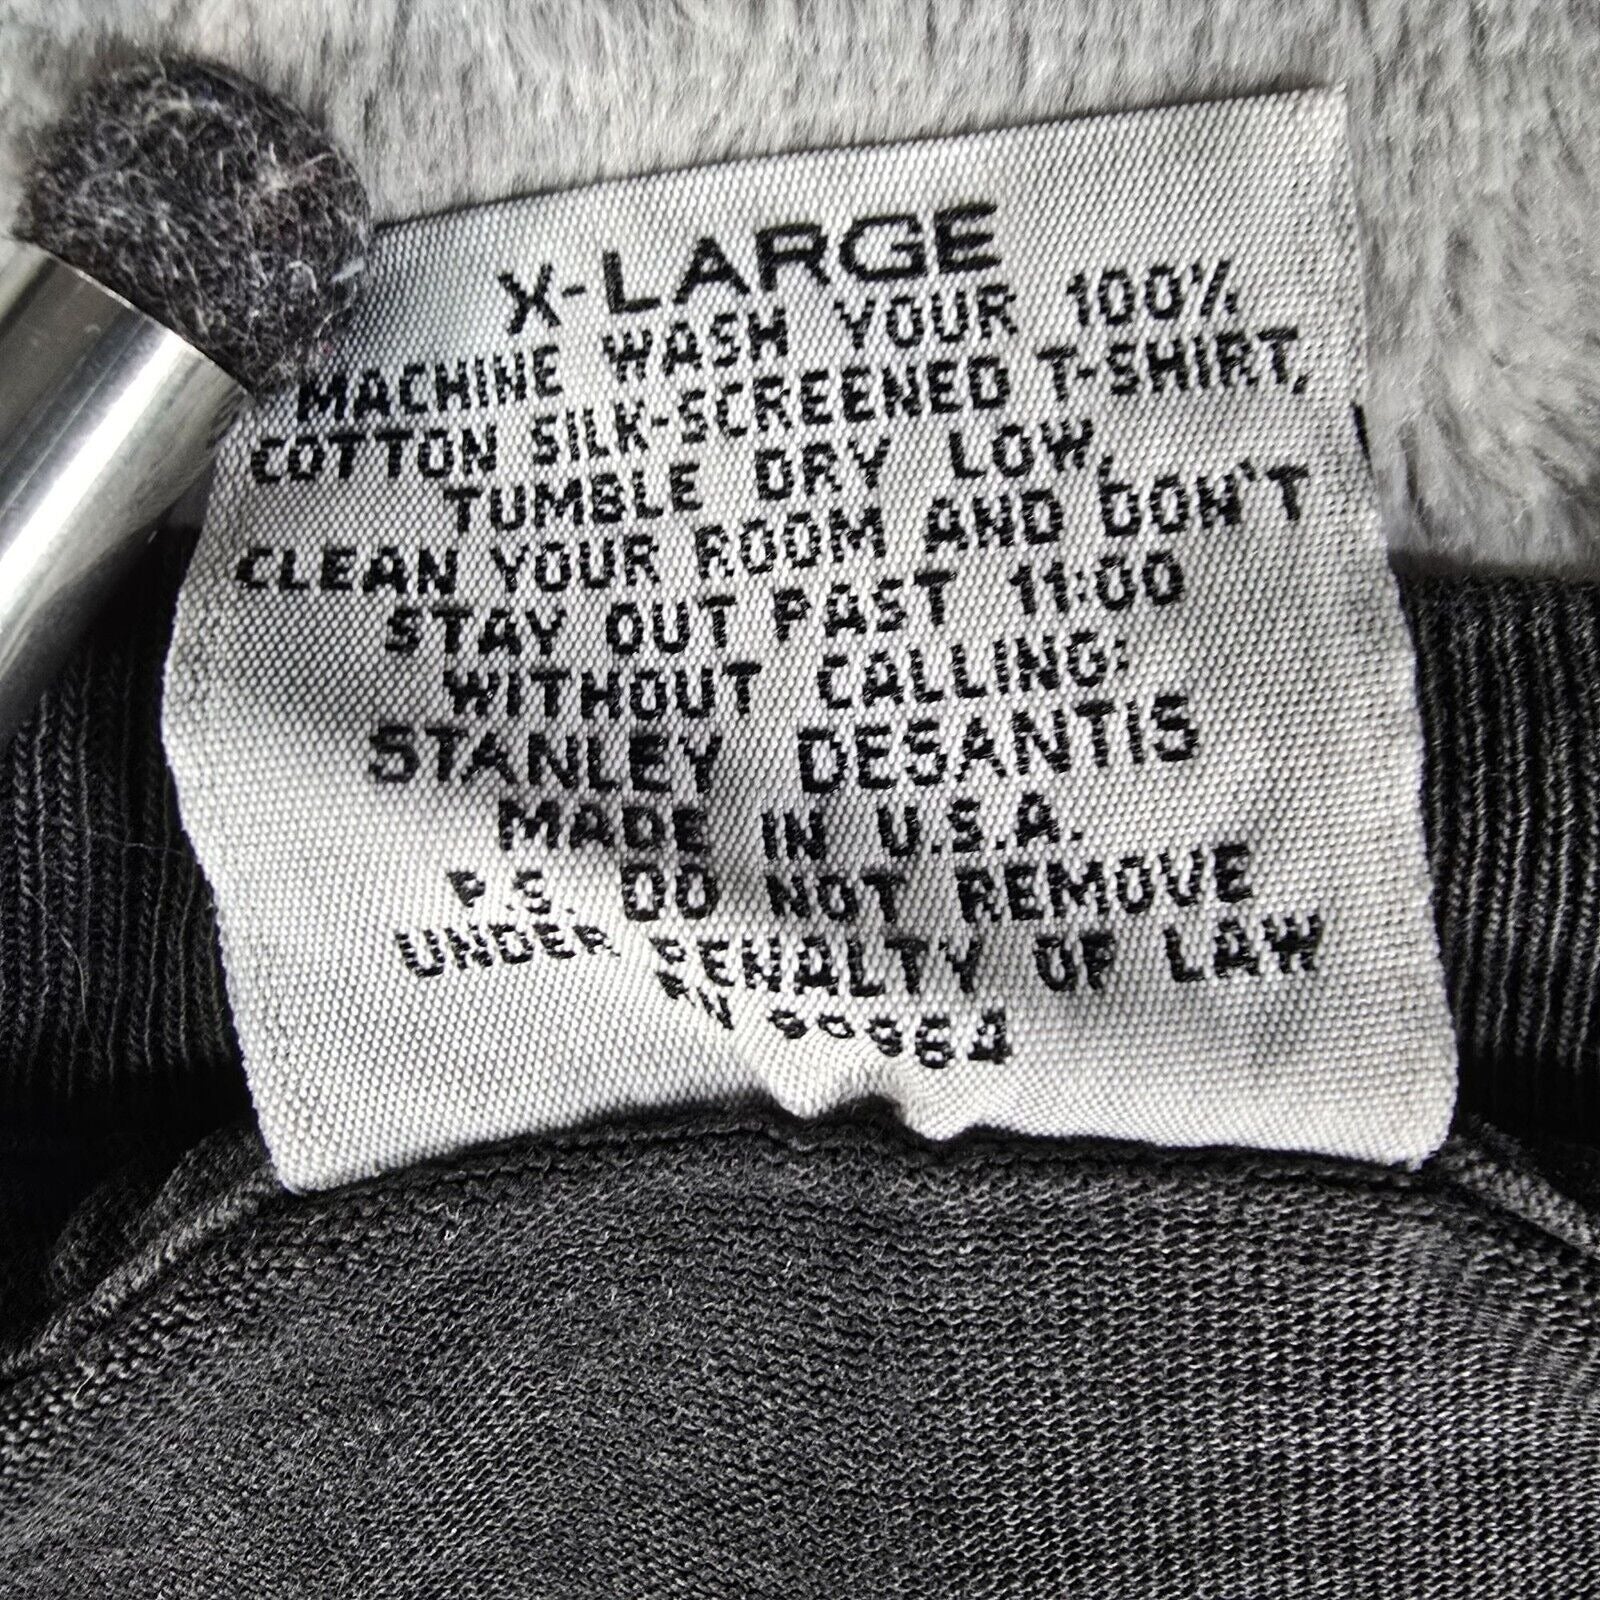 X-LARGE
MACHINE WASH YOUR 100%
COTTON SILK-SCREENED T-SHIRT,
TUMBLE DRY LOW,
CLEAN YOUR ROOM AND DON'T
STAY OUT PAST 11:00
WITHOUT CALLING:
STANLEY DESANTIS
MADE IN U.S.A.
P.S. DO NOT REMOVE
UNDER PENALTY OF LAW
RN